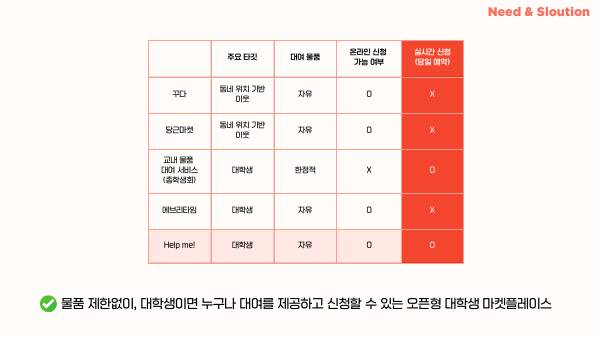 Need & Sloution
주요 타깃
대여 물품
온라인 신청
가능 여부
실시간 신청
(당일 예약)
꾸다
동네 위치 기반
이웃
자유
O
X
당근마켓
동네 위치 기반
이웃
자유
O
X
교내 물품
대여 서비스
(총학생회)
대학생
한정적
X
O
에브리타임
대학생
자유
O
X
Help me!
대학생
자유
O
O
물품 제한없이, 대학생이면 누구나 대여를 제공하고 신청할 수 있는 오픈형 대학생 마켓플레이스